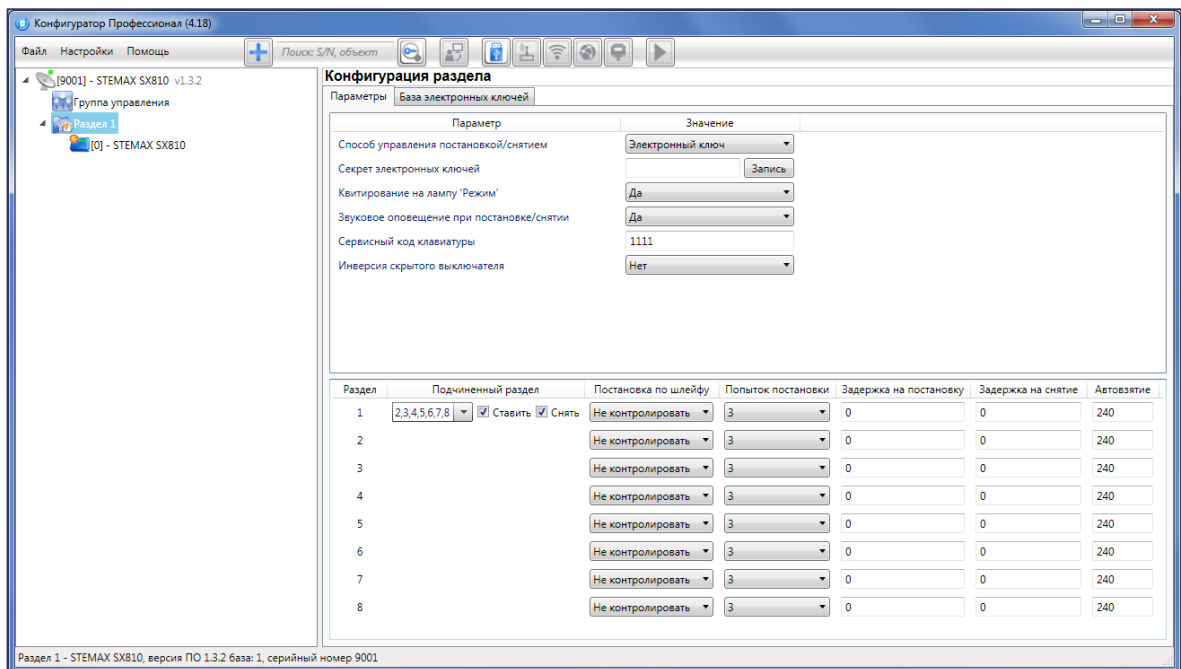 Конфигуратор Профессионал (4.18)
Файл Настройки Помощь Поиск: S/N, объект
[9001] - STEMAX SX810 v1.3.2
Группа управления
Раздел 1
[0] - STEMAX SX810
Конфигурация раздела
Параметры База электронных ключей
Параметр Значение
Способ управления постановкой/снятием Электронный ключ
Секрет электронных ключей Запись
Квитирование на лампу 'Режим' Да
Звуковое оповещение при постановке/снятии Да
Сервисный код клавиатуры 1111
Инверсия скрытого выключателя Нет
Раздел Подчиненный раздел Постановка по шлейфу Попыток постановки Задержка на постановку Задержка на снятие Автовзятие
1 2,3,4,5,6,7,8 Ставить Снять Не контролировать 3 0 0 240
2 Не контролировать 3 0 0 240
3 Не контролировать 3 0 0 240
4 Не контролировать 3 0 0 240
5 Не контролировать 3 0 0 240
6 Не контролировать 3 0 0 240
7 Не контролировать 3 0 0 240
8 Не контролировать 3 0 0 240
Раздел 1 - STEMAX SX810, версия ПО 1.3.2 база: 1, серийный номер 9001